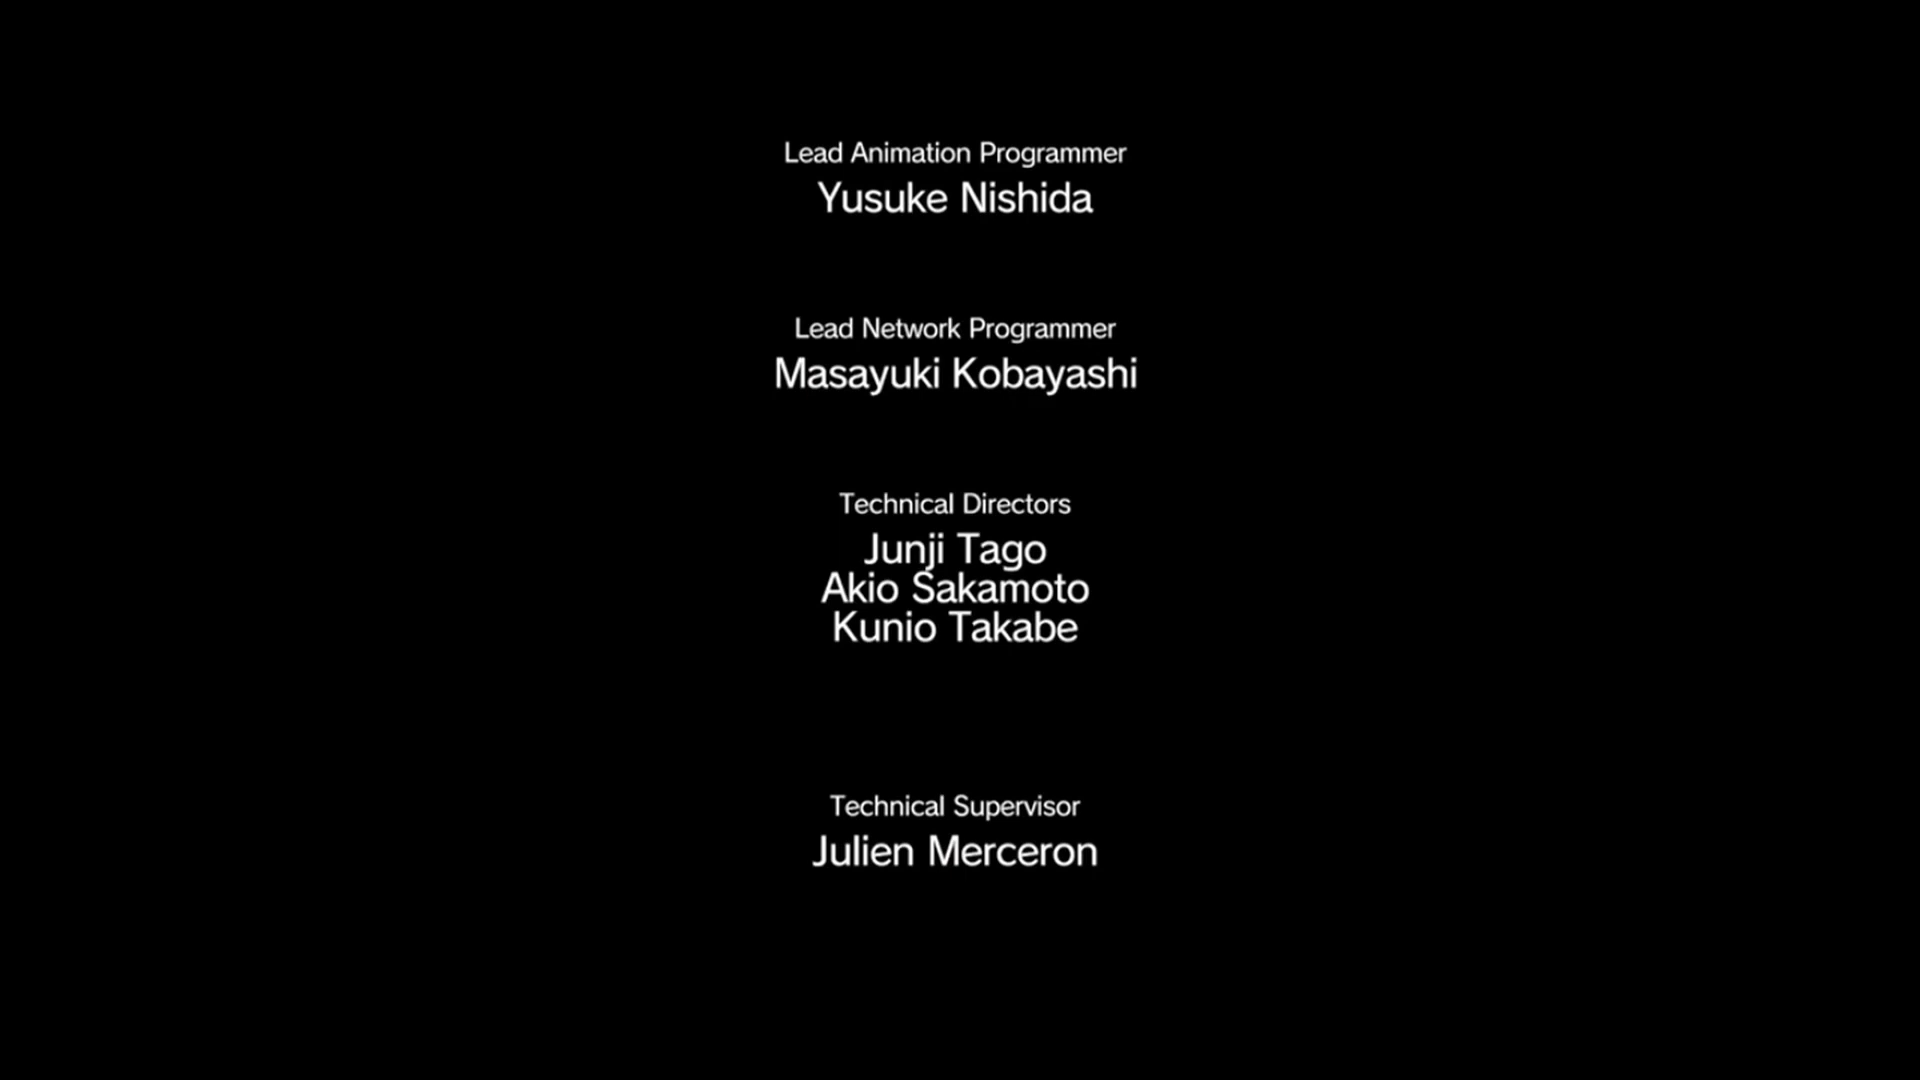 Lead Animation Programmer
Yusuke Nishida
Lead Network Programmer
Masayuki Kobayashi
Technical Directors
Junji Tago
Akio Sakamoto
Kunio Takabe
Technical Supervisor
Julien Merceron